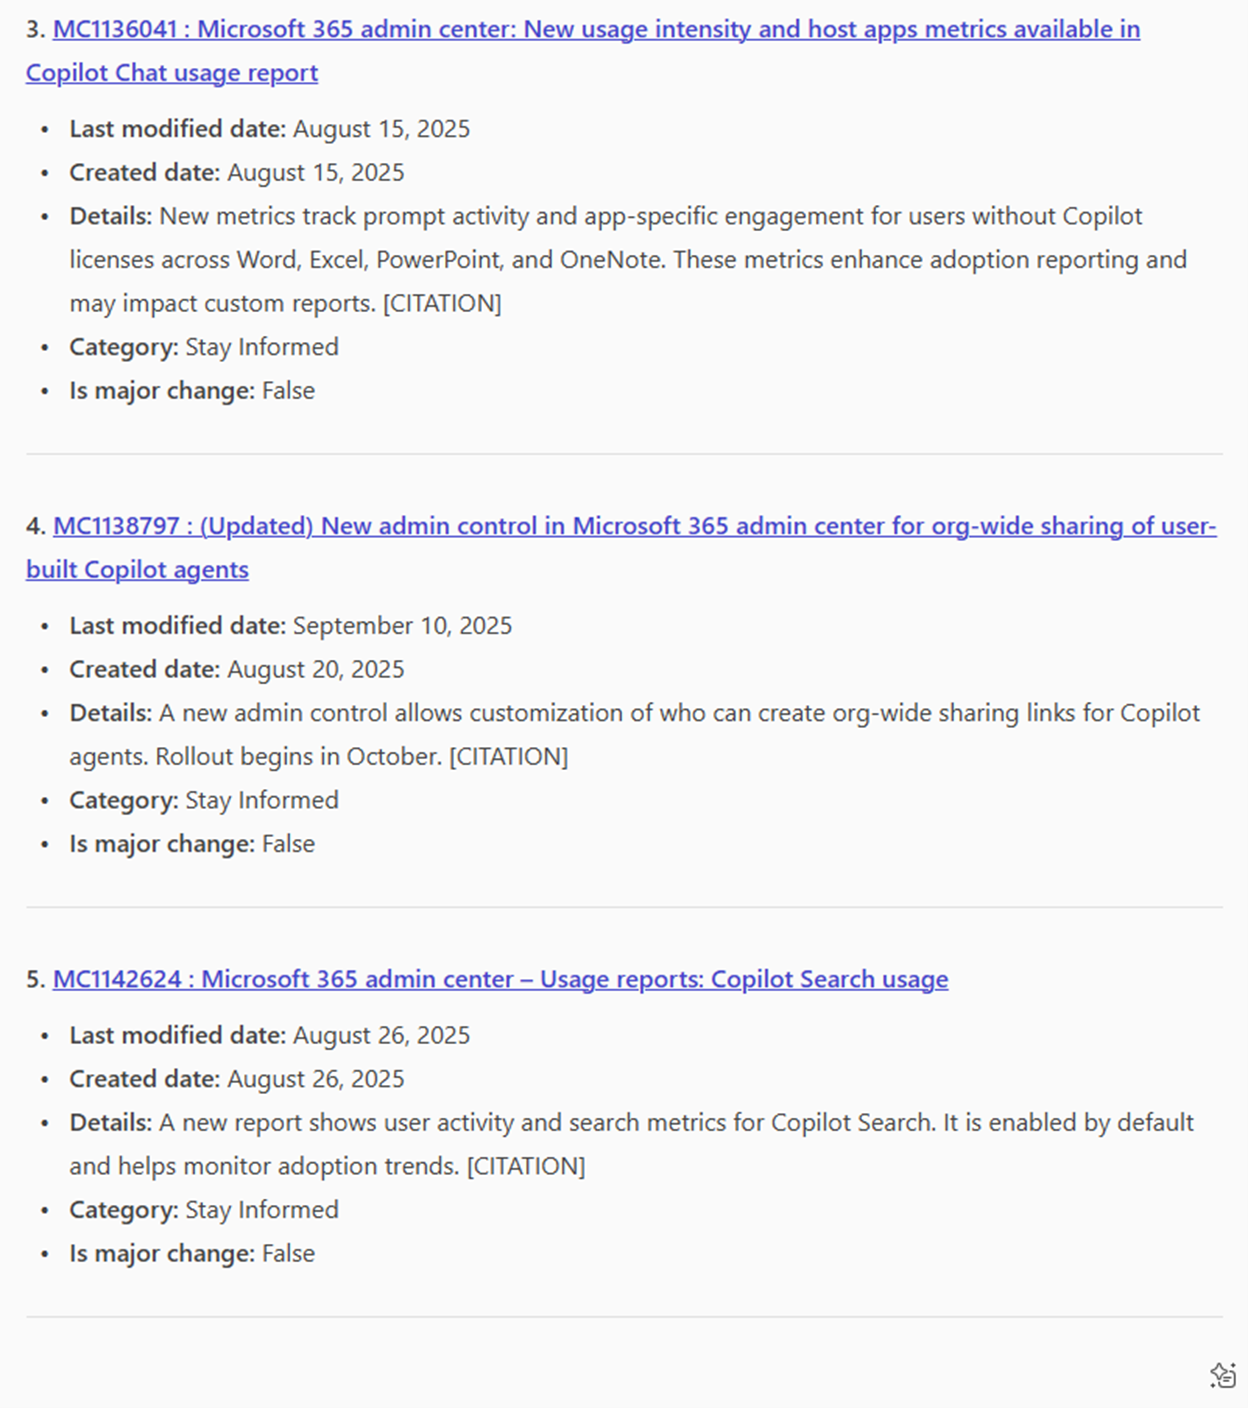 3. MC1136041 : Microsoft 365 admin center: New usage intensity and host apps metrics available in
Copilot Chat usage report
• Last modified date: August 15, 2025
• Created date: August 15, 2025
• Details: New metrics track prompt activity and app-specific engagement for users without Copilot
licenses across Word, Excel, PowerPoint, and OneNote. These metrics enhance adoption reporting and
may impact custom reports. [CITATION]
• Category: Stay Informed
• Is major change: False
4. MC1138797 : (Updated) New admin control in Microsoft 365 admin center for org-wide sharing of user-
built Copilot agents
• Last modified date: September 10, 2025
• Created date: August 20, 2025
• Details: A new admin control allows customization of who can create org-wide sharing links for Copilot
agents. Rollout begins in October. [CITATION]
• Category: Stay Informed
• Is major change: False
5. MC1142624 : Microsoft 365 admin center – Usage reports: Copilot Search usage
• Last modified date: August 26, 2025
• Created date: August 26, 2025
• Details: A new report shows user activity and search metrics for Copilot Search. It is enabled by default
and helps monitor adoption trends. [CITATION]
• Category: Stay Informed
• Is major change: False